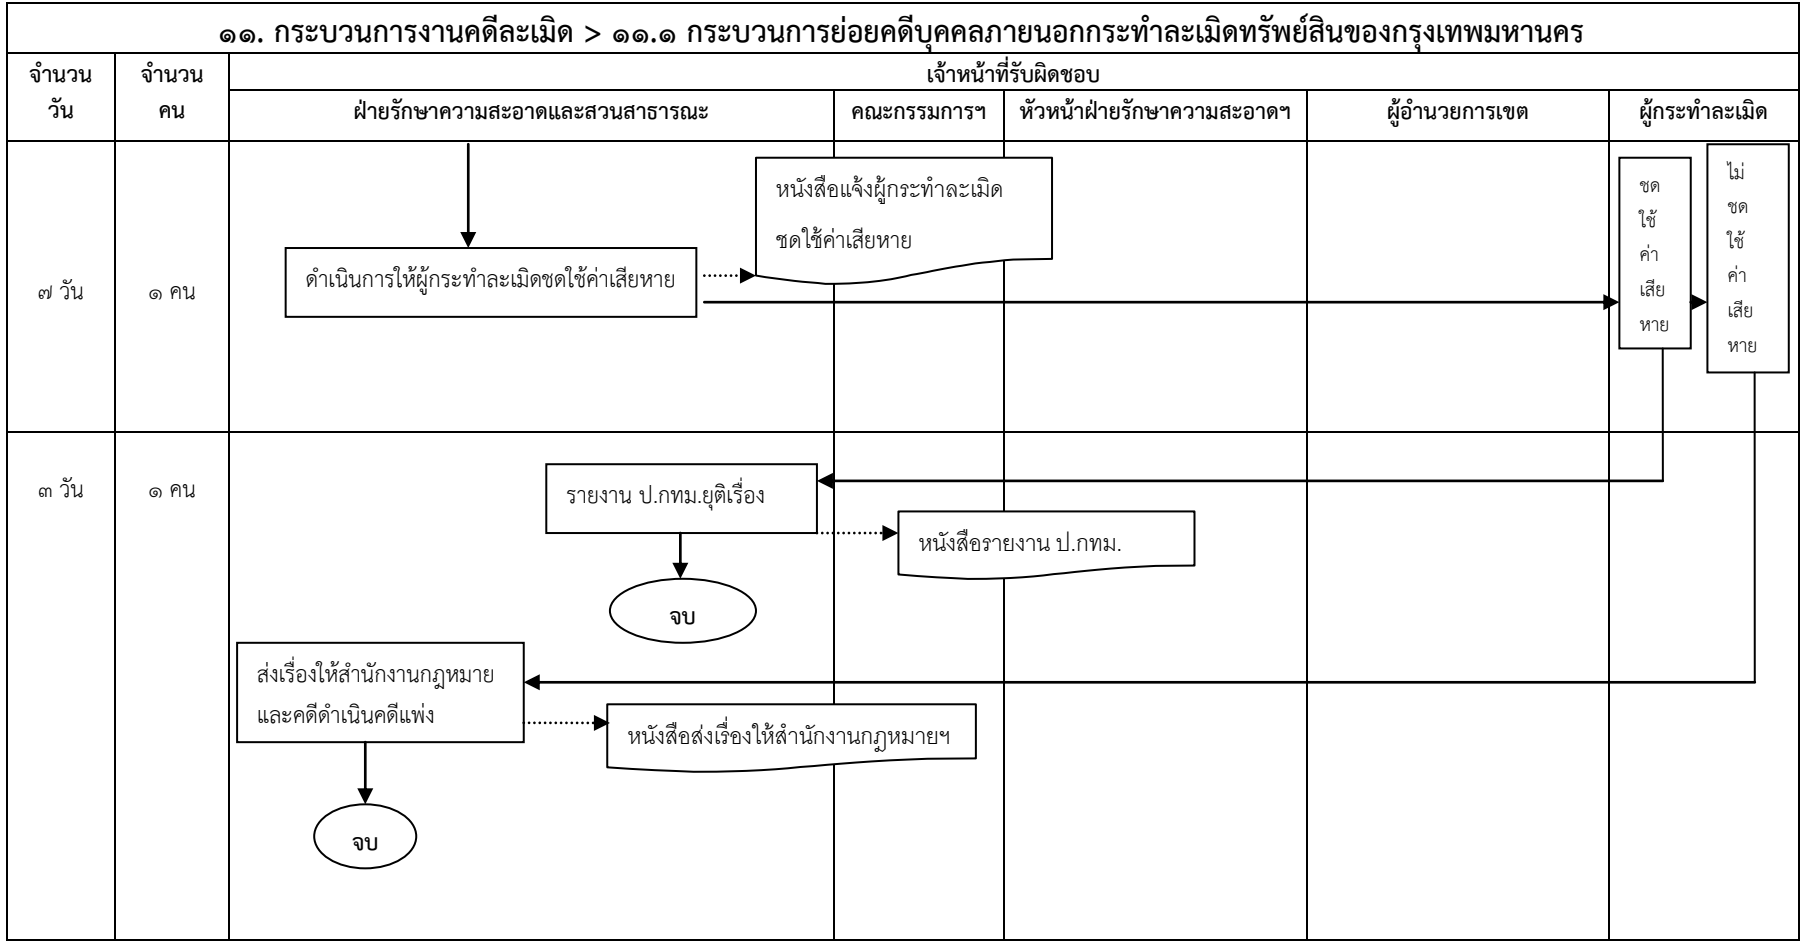 ๑๑. กระบวนการงานคดีละเมิด > ๑๑.๑ กระบวนการย่อยคดีบุคคลภายนอกกระทำละเมิดทรัพย์สินของกรุงเทพมหานคร
จำนวน
วัน
จำนวน
คน
เจ้าหน้าที่รับผิดชอบ
ฝ่ายรักษาความสะอาดและสวนสาธารณะ
คณะกรรมการฯ
หัวหน้าฝ่ายรักษาความสะอาดฯ
ผู้อำนวยการเขต
ผู้กระทำละเมิด
๗ วัน
๑ คน
ดำเนินการให้ผู้กระทำละเมิดชดใช้ค่าเสียหาย
หนังสือแจ้งผู้กระทำละเมิด
ชดใช้ค่าเสียหาย
ชด
ใช้
ค่า
เสีย
หาย
ไม่
ชด
ใช้
ค่า
เสีย
หาย
๓ วัน
๑ คน
รายงาน ป.กทม.ยุติเรื่อง
หนังสือรายงาน ป.กทม.
จบ
ส่งเรื่องให้สำนักงานกฎหมาย
และคดีดำเนินคดีแพ่ง
หนังสือส่งเรื่องให้สำนักงานกฎหมายฯ
จบ